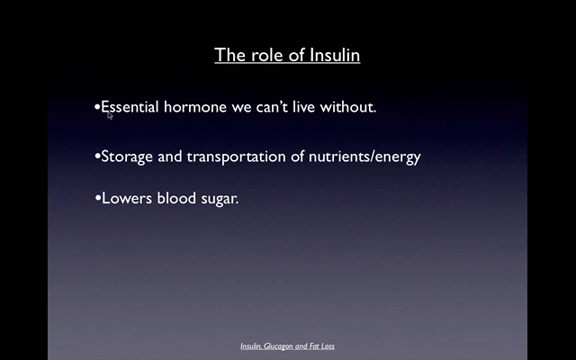 The role of Insulin
•Essential hormone we can't live without.
•Storage and transportation of nutrients/energy
•Lowers blood sugar.
Insulin, Glucagon and Fat Loss